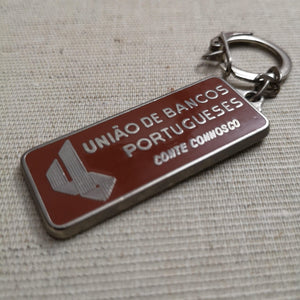 UNIÃO DE BANCOS
PORTUGUESES
CONTE CONNOSCO